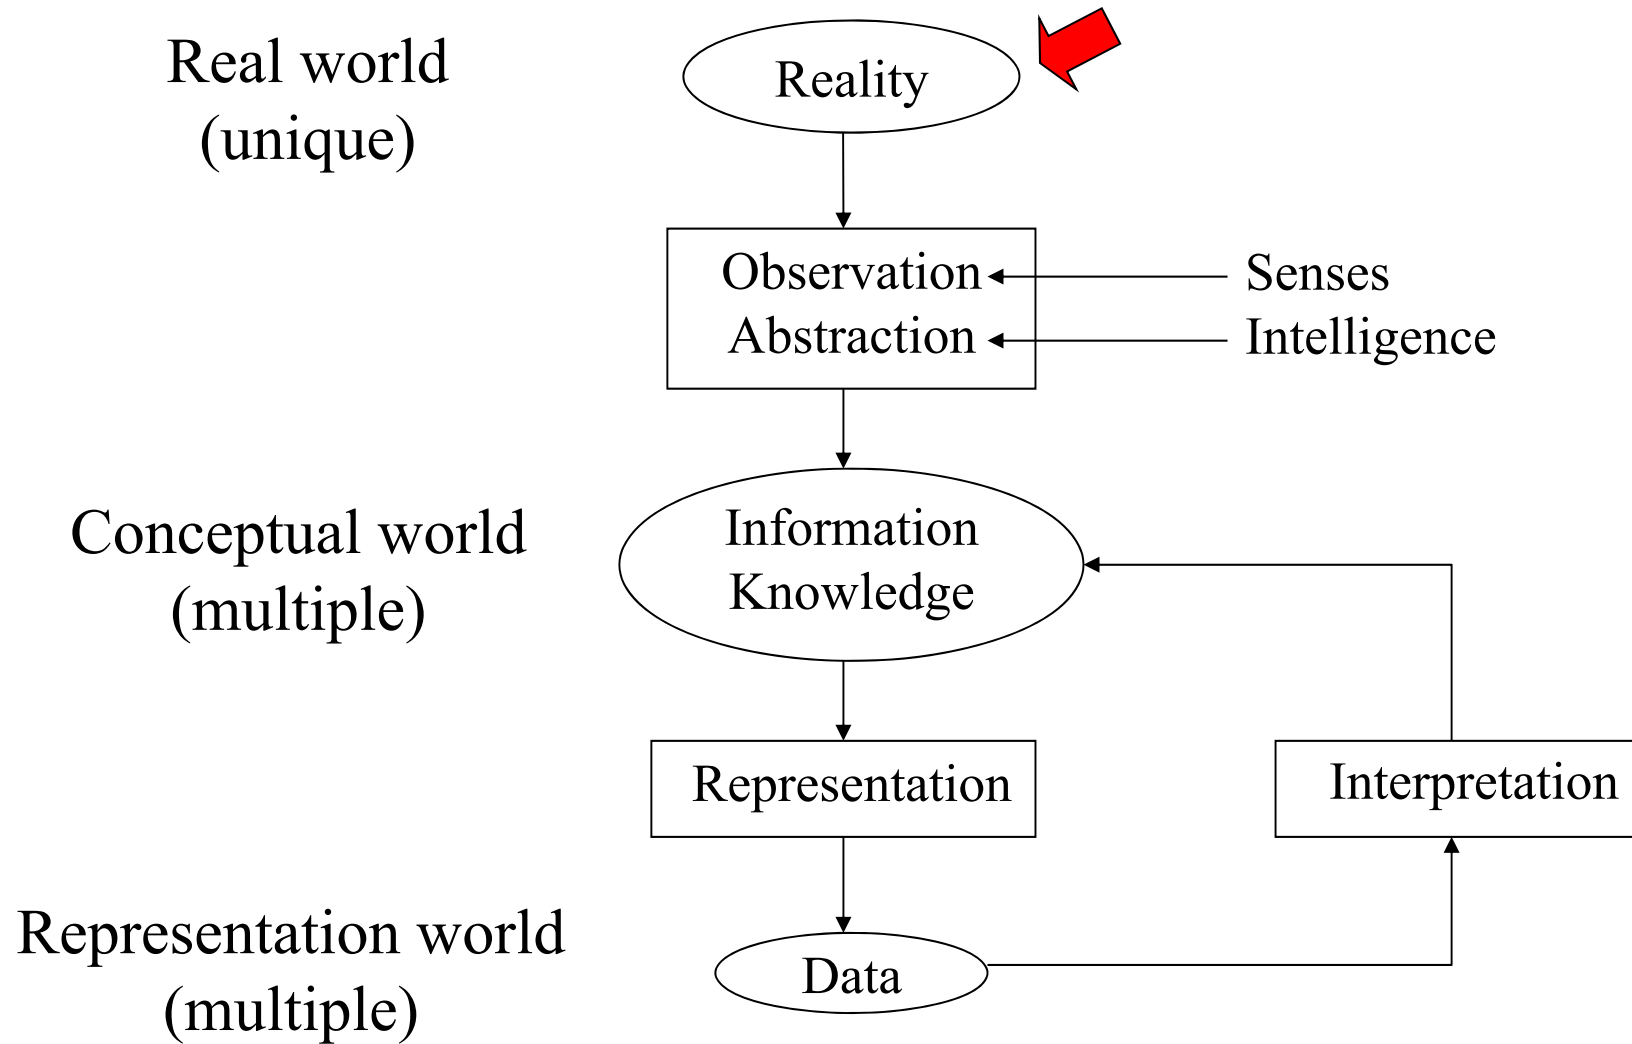 Real world
(unique)
Reality
Observation
Abstraction
Senses
Intelligence
Conceptual world
(multiple)
Information
Knowledge
Representation
Interpretation
Representation world
(multiple)
Data